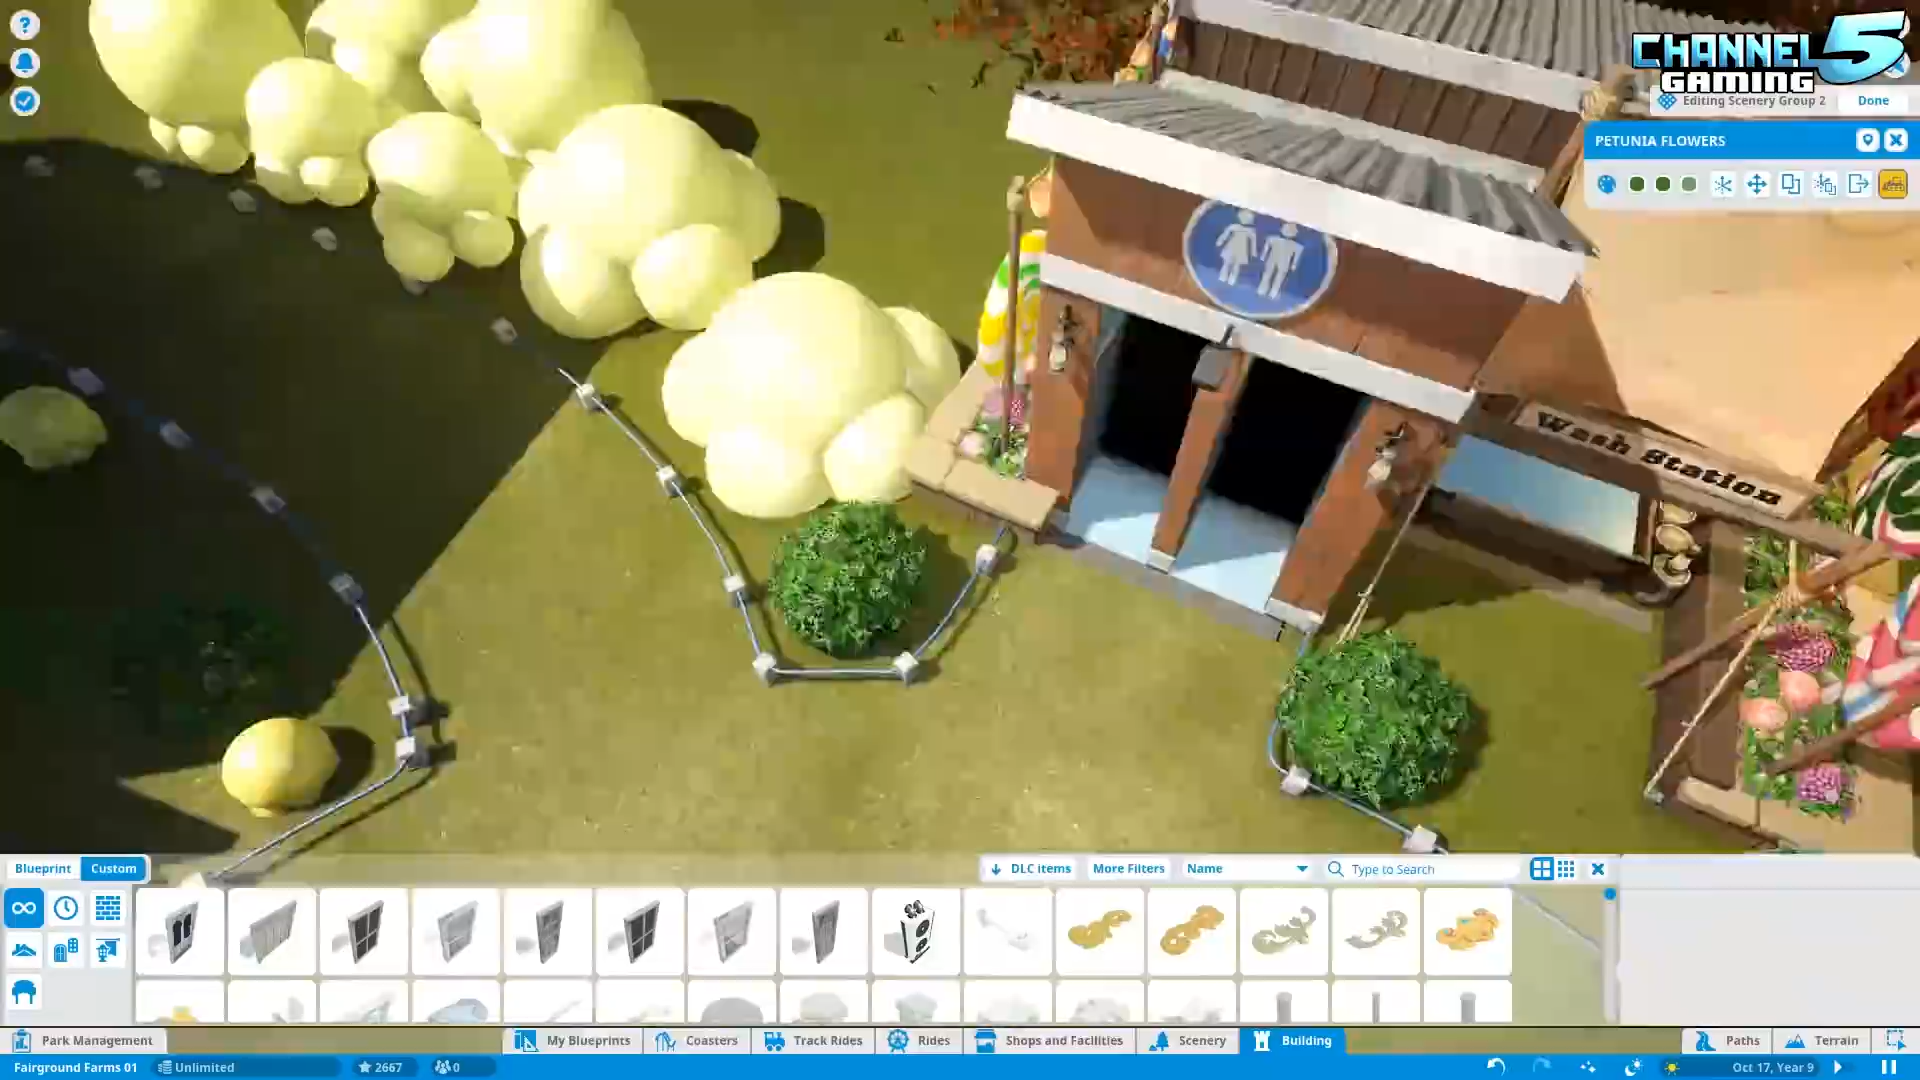 CHANNEL 5
GAMING
Editing Scenery Group 2
Done
PETUNIA FLOWERS
Wash Station
Blueprint
Custom
DLC items
More Filters
Name
Type to Search
Park Management
My Blueprints
Coasters
Track Rides
Rides
Shops and Facilities
Scenery
Building
Paths
Terrain
Fairground Farms 01
Unlimited
2667
0
Oct 17, Year 9